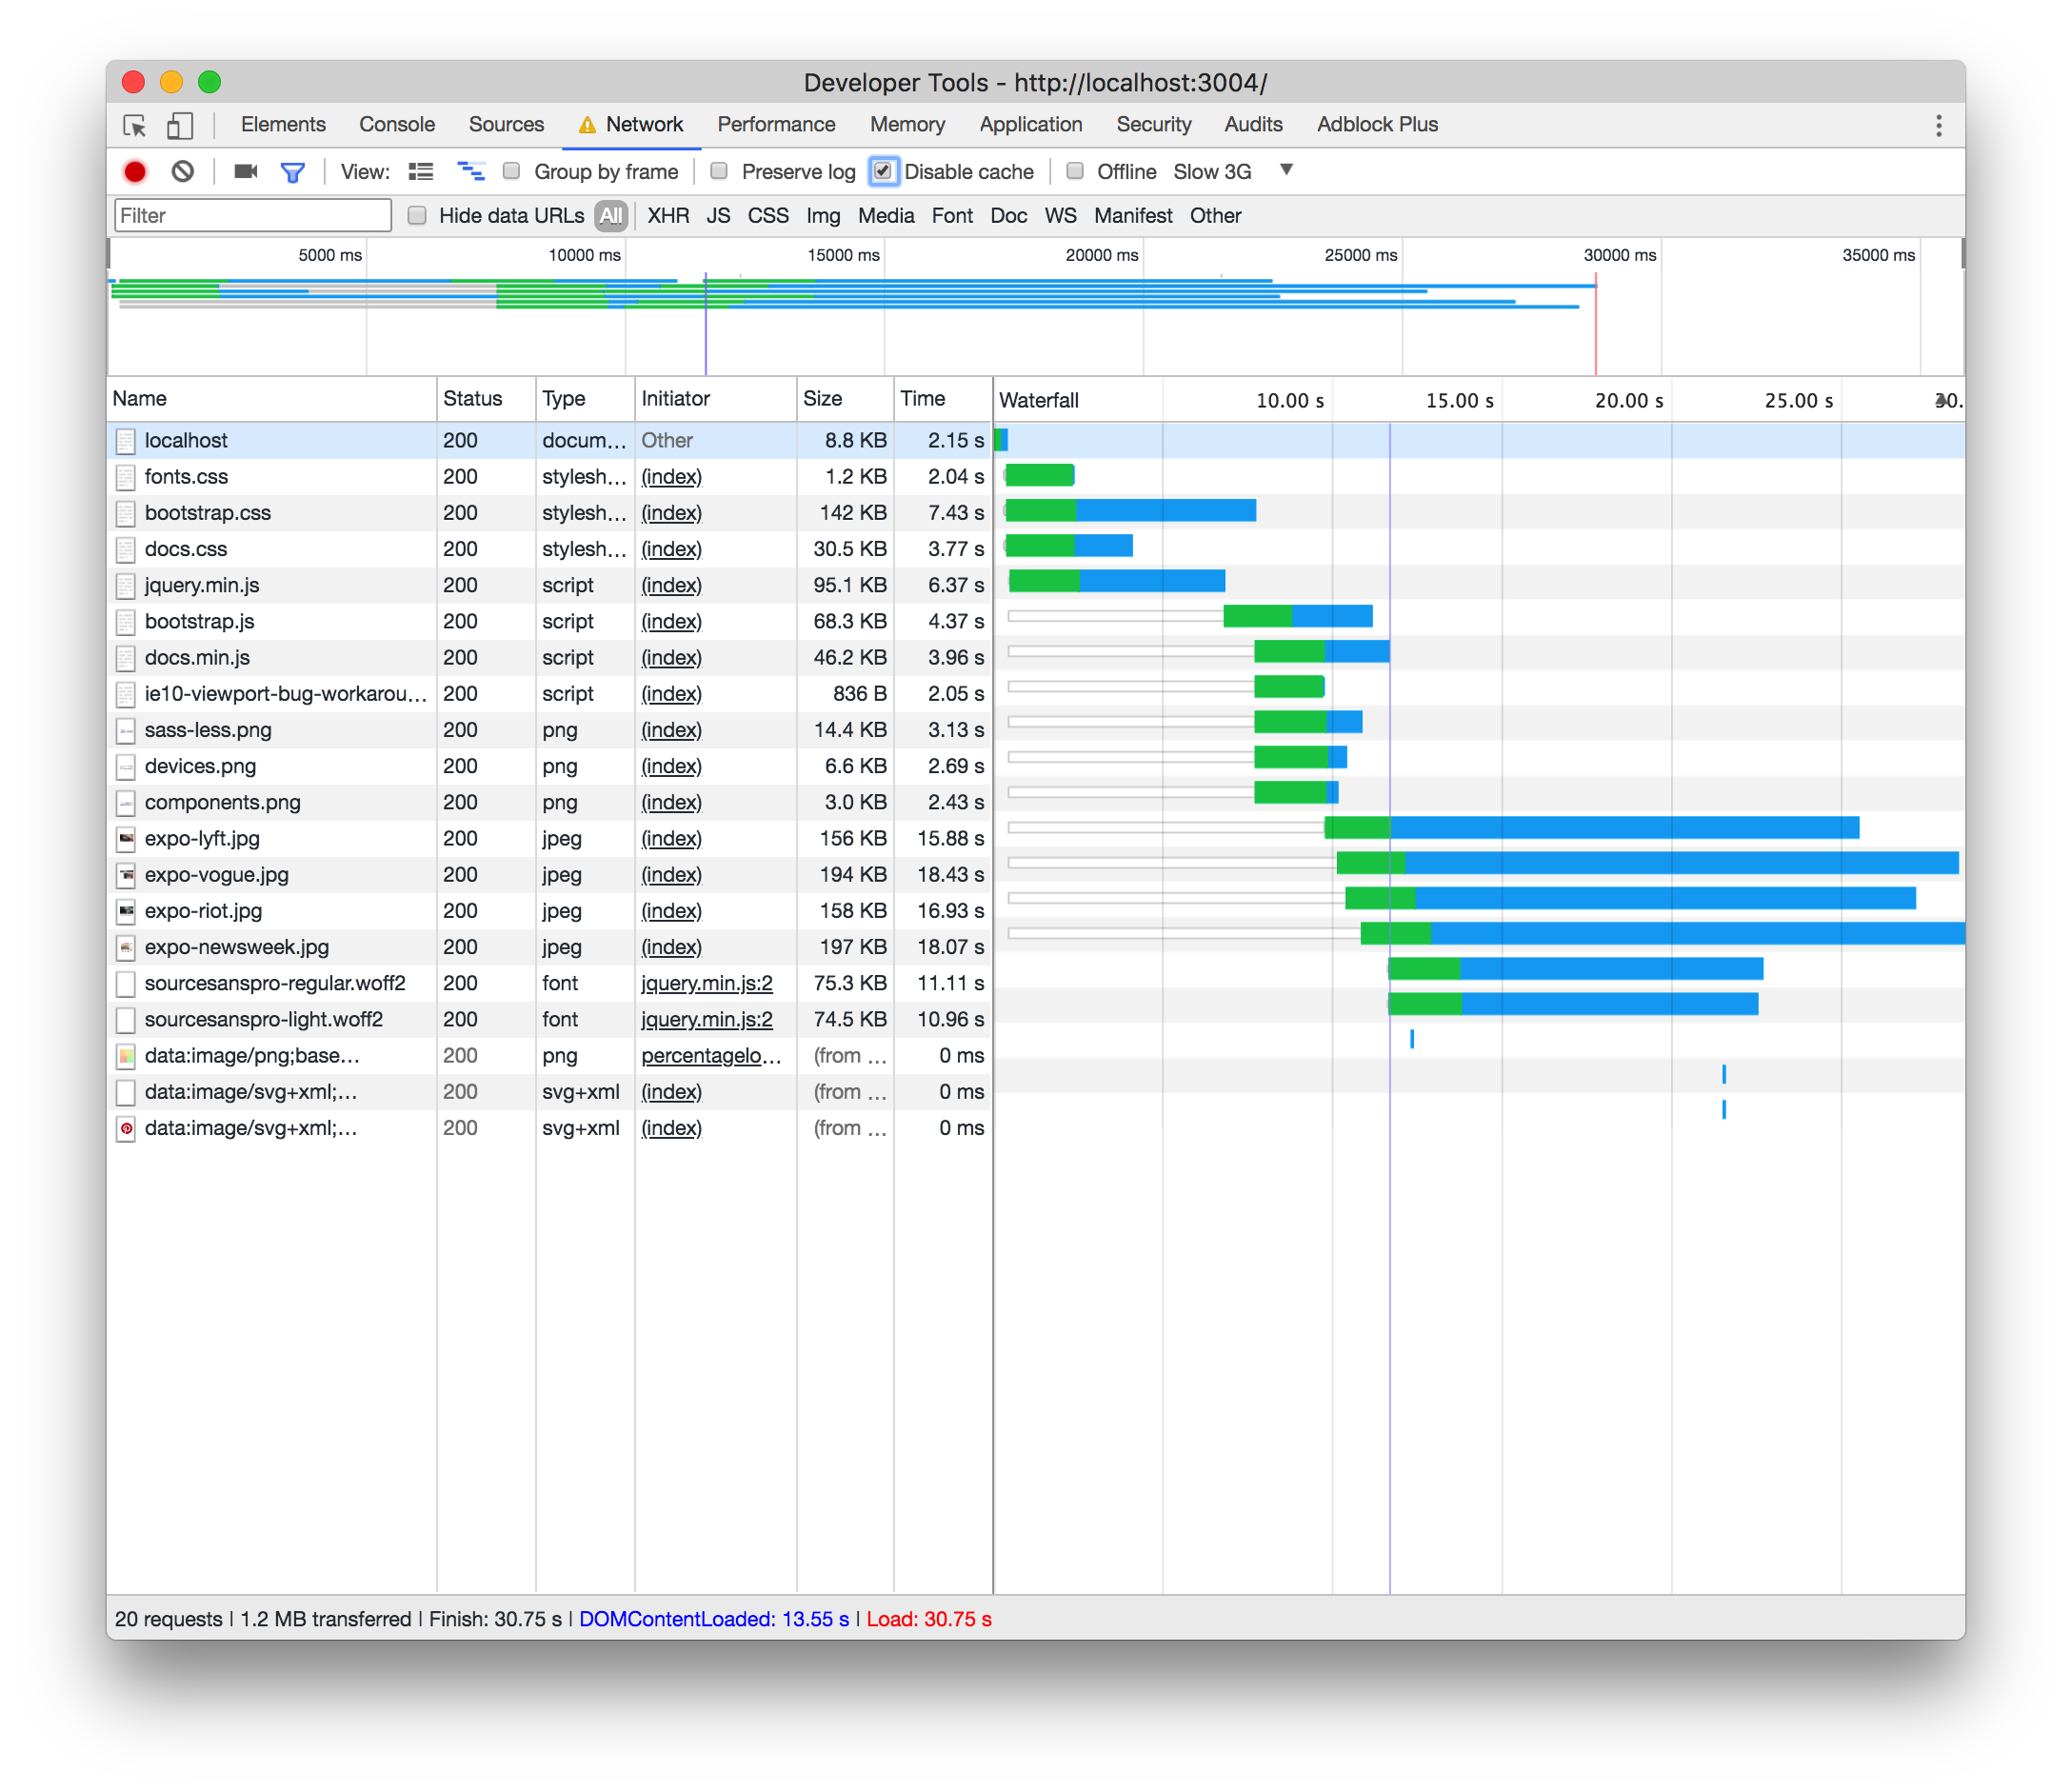 Developer Tools - http://localhost:3004/
Elements Console Sources Network Performance Memory Application Security Audits Adblock Plus
View: Group by frame Preserve log Disable cache Offline Slow 3G
Filter Hide data URLs All XHR JS CSS Img Media Font Doc WS Manifest Other
5000 ms 10000 ms 15000 ms 20000 ms 25000 ms 30000 ms 35000 ms
Name Status Type Initiator Size Time Waterfall 10.00 s 15.00 s 20.00 s 25.00 s 30.
localhost 200 docum... Other 8.8 KB 2.15 s
fonts.css 200 stylesh... (index) 1.2 KB 2.04 s
bootstrap.css 200 stylesh... (index) 142 KB 7.43 s
docs.css 200 stylesh... (index) 30.5 KB 3.77 s
jquery.min.js 200 script (index) 95.1 KB 6.37 s
bootstrap.js 200 script (index) 68.3 KB 4.37 s
docs.min.js 200 script (index) 46.2 KB 3.96 s
ie10-viewport-bug-workarou... 200 script (index) 836 B 2.05 s
sass-less.png 200 png (index) 14.4 KB 3.13 s
devices.png 200 png (index) 6.6 KB 2.69 s
components.png 200 png (index) 3.0 KB 2.43 s
expo-lyft.jpg 200 jpeg (index) 156 KB 15.88 s
expo-vogue.jpg 200 jpeg (index) 194 KB 18.43 s
expo-riot.jpg 200 jpeg (index) 158 KB 16.93 s
expo-newsweek.jpg 200 jpeg (index) 197 KB 18.07 s
sourcesanspro-regular.woff2 200 font jquery.min.js:2 75.3 KB 11.11 s
sourcesanspro-light.woff2 200 font jquery.min.js:2 74.5 KB 10.96 s
data:image/png;base... 200 png percentagelo... (from ... 0 ms
data:image/svg+xml;... 200 svg+xml (index) (from ... 0 ms
data:image/svg+xml;... 200 svg+xml (index) (from ... 0 ms
20 requests | 1.2 MB transferred | Finish: 30.75 s | DOMContentLoaded: 13.55 s | Load: 30.75 s